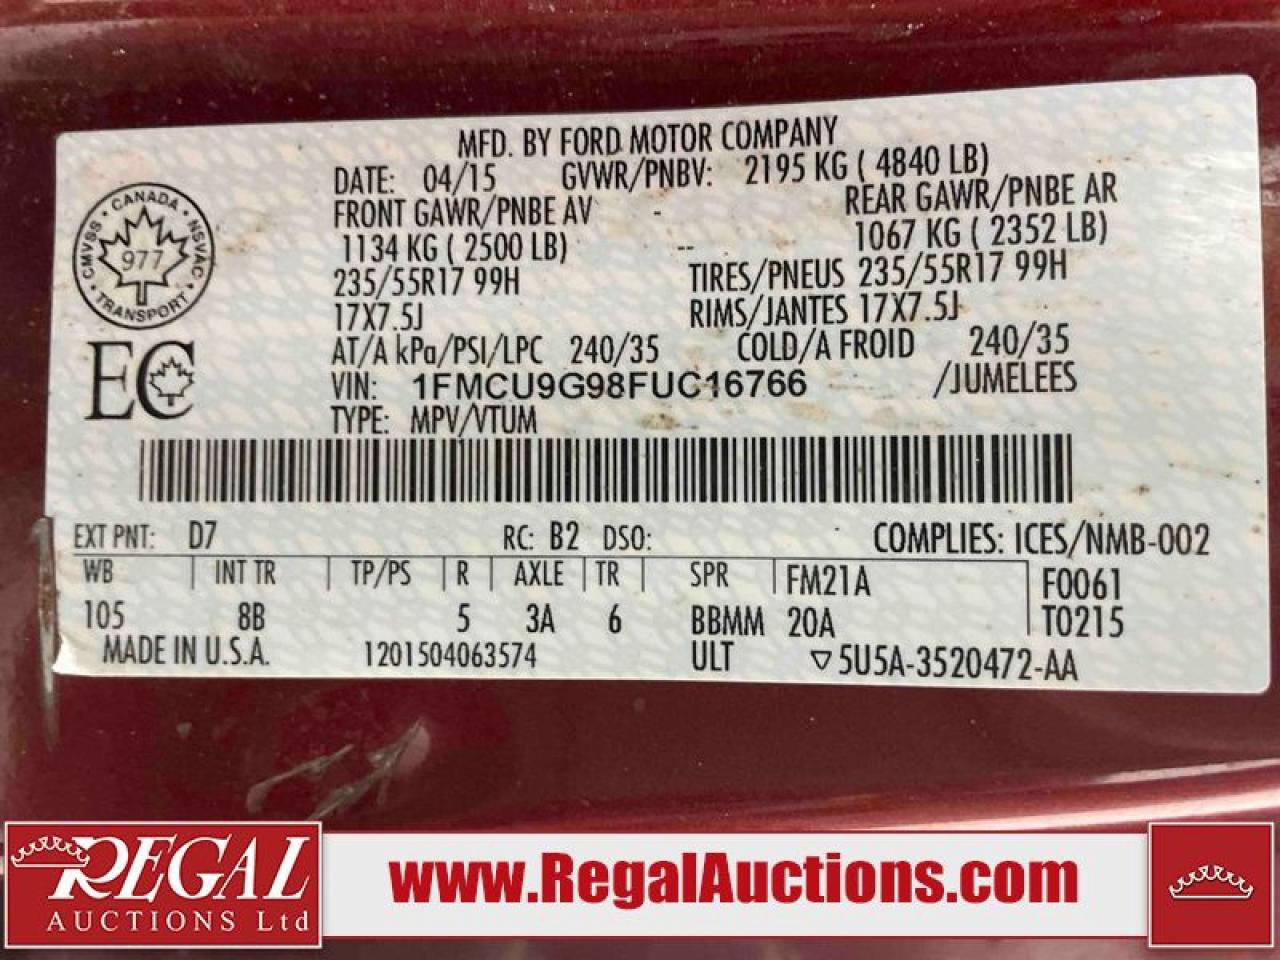 MFD. BY FORD MOTOR COMPANY
DATE: 04/15 GVWR/PNBV: 2195 KG ( 4840 LB)
FRONT GAWR/PNBE AV - REAR GAWR/PNBE AR
1134 KG ( 2500 LB) -- 1067 KG ( 2352 LB)
235/55R17 99H TIRES/PNEUS 235/55R17 99H
17X7.5J RIMS/JANTES 17X7.5J
AT/A kPa/PSI/LPC 240/35 COLD/A FROID 240/35
VIN: 1FMCU9G98FUC16766 /JUMELEES
TYPE: MPV/VTUM
CANADA
CMVSS • NSVAC
977
TRANSPORT
EC
EXT PNT: D7 RC: B2 DSO: COMPLIES: ICES/NMB-002
WB | INT TR | TP/PS | R | AXLE | TR | SPR | FM21A | F0061
105 8B 5 3A 6 BBMM 20A | T0215
MADE IN U.S.A. 1201504063574 ULT ▽5U5A-3520472-AA
REGAL
AUCTIONS Ltd
www.RegalAuctions.com